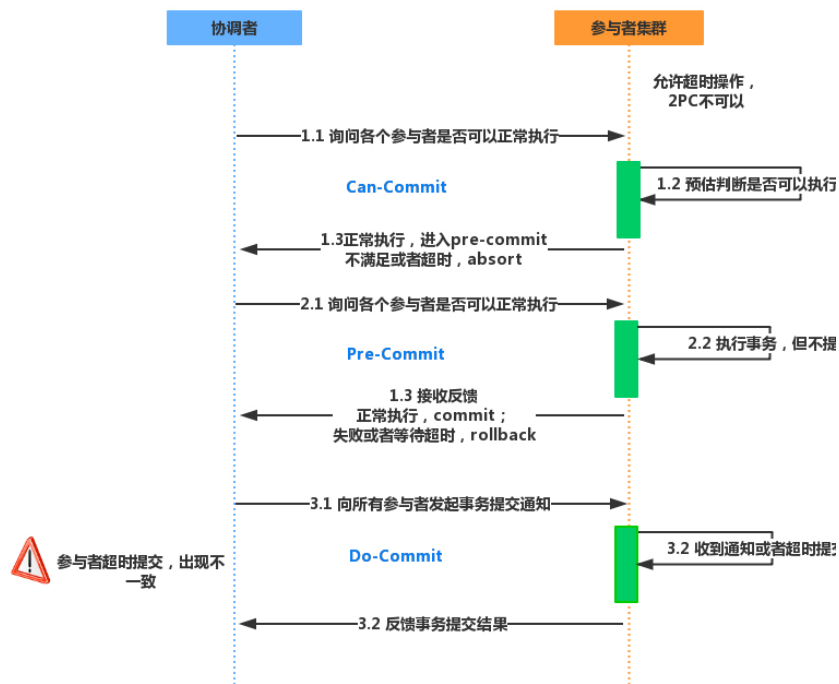 协调者
参与者集群
允许超时操作，
2PC不可以
1.1 询问各个参与者是否可以正常执行
Can-Commit
1.2 预估判断是否可以执行
1.3正常执行，进入pre-commit
不满足或者超时，absort
2.1 询问各个参与者是否可以正常执行
Pre-Commit
2.2 执行事务，但不提
1.3 接收反馈
正常执行，commit；
失败或者等待超时，rollback
3.1 向所有参与者发起事务提交通知
参与者超时提交，出现不
一致
Do-Commit
3.2 收到通知或者超时提交
3.2 反馈事务提交结果